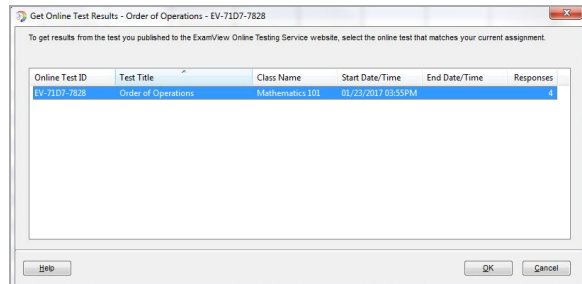 Get Online Test Results - Order of Operations - EV-71D7-7828
To get results from the test you published to the ExamView Online Testing Service website, select the online test that matches your current assignment.
Online Test ID Test Title Class Name Start Date/Time End Date/Time Responses
EV-71D7-7828 Order of Operations Mathematics 101 01/23/2017 03:55PM 4
Help OK Cancel